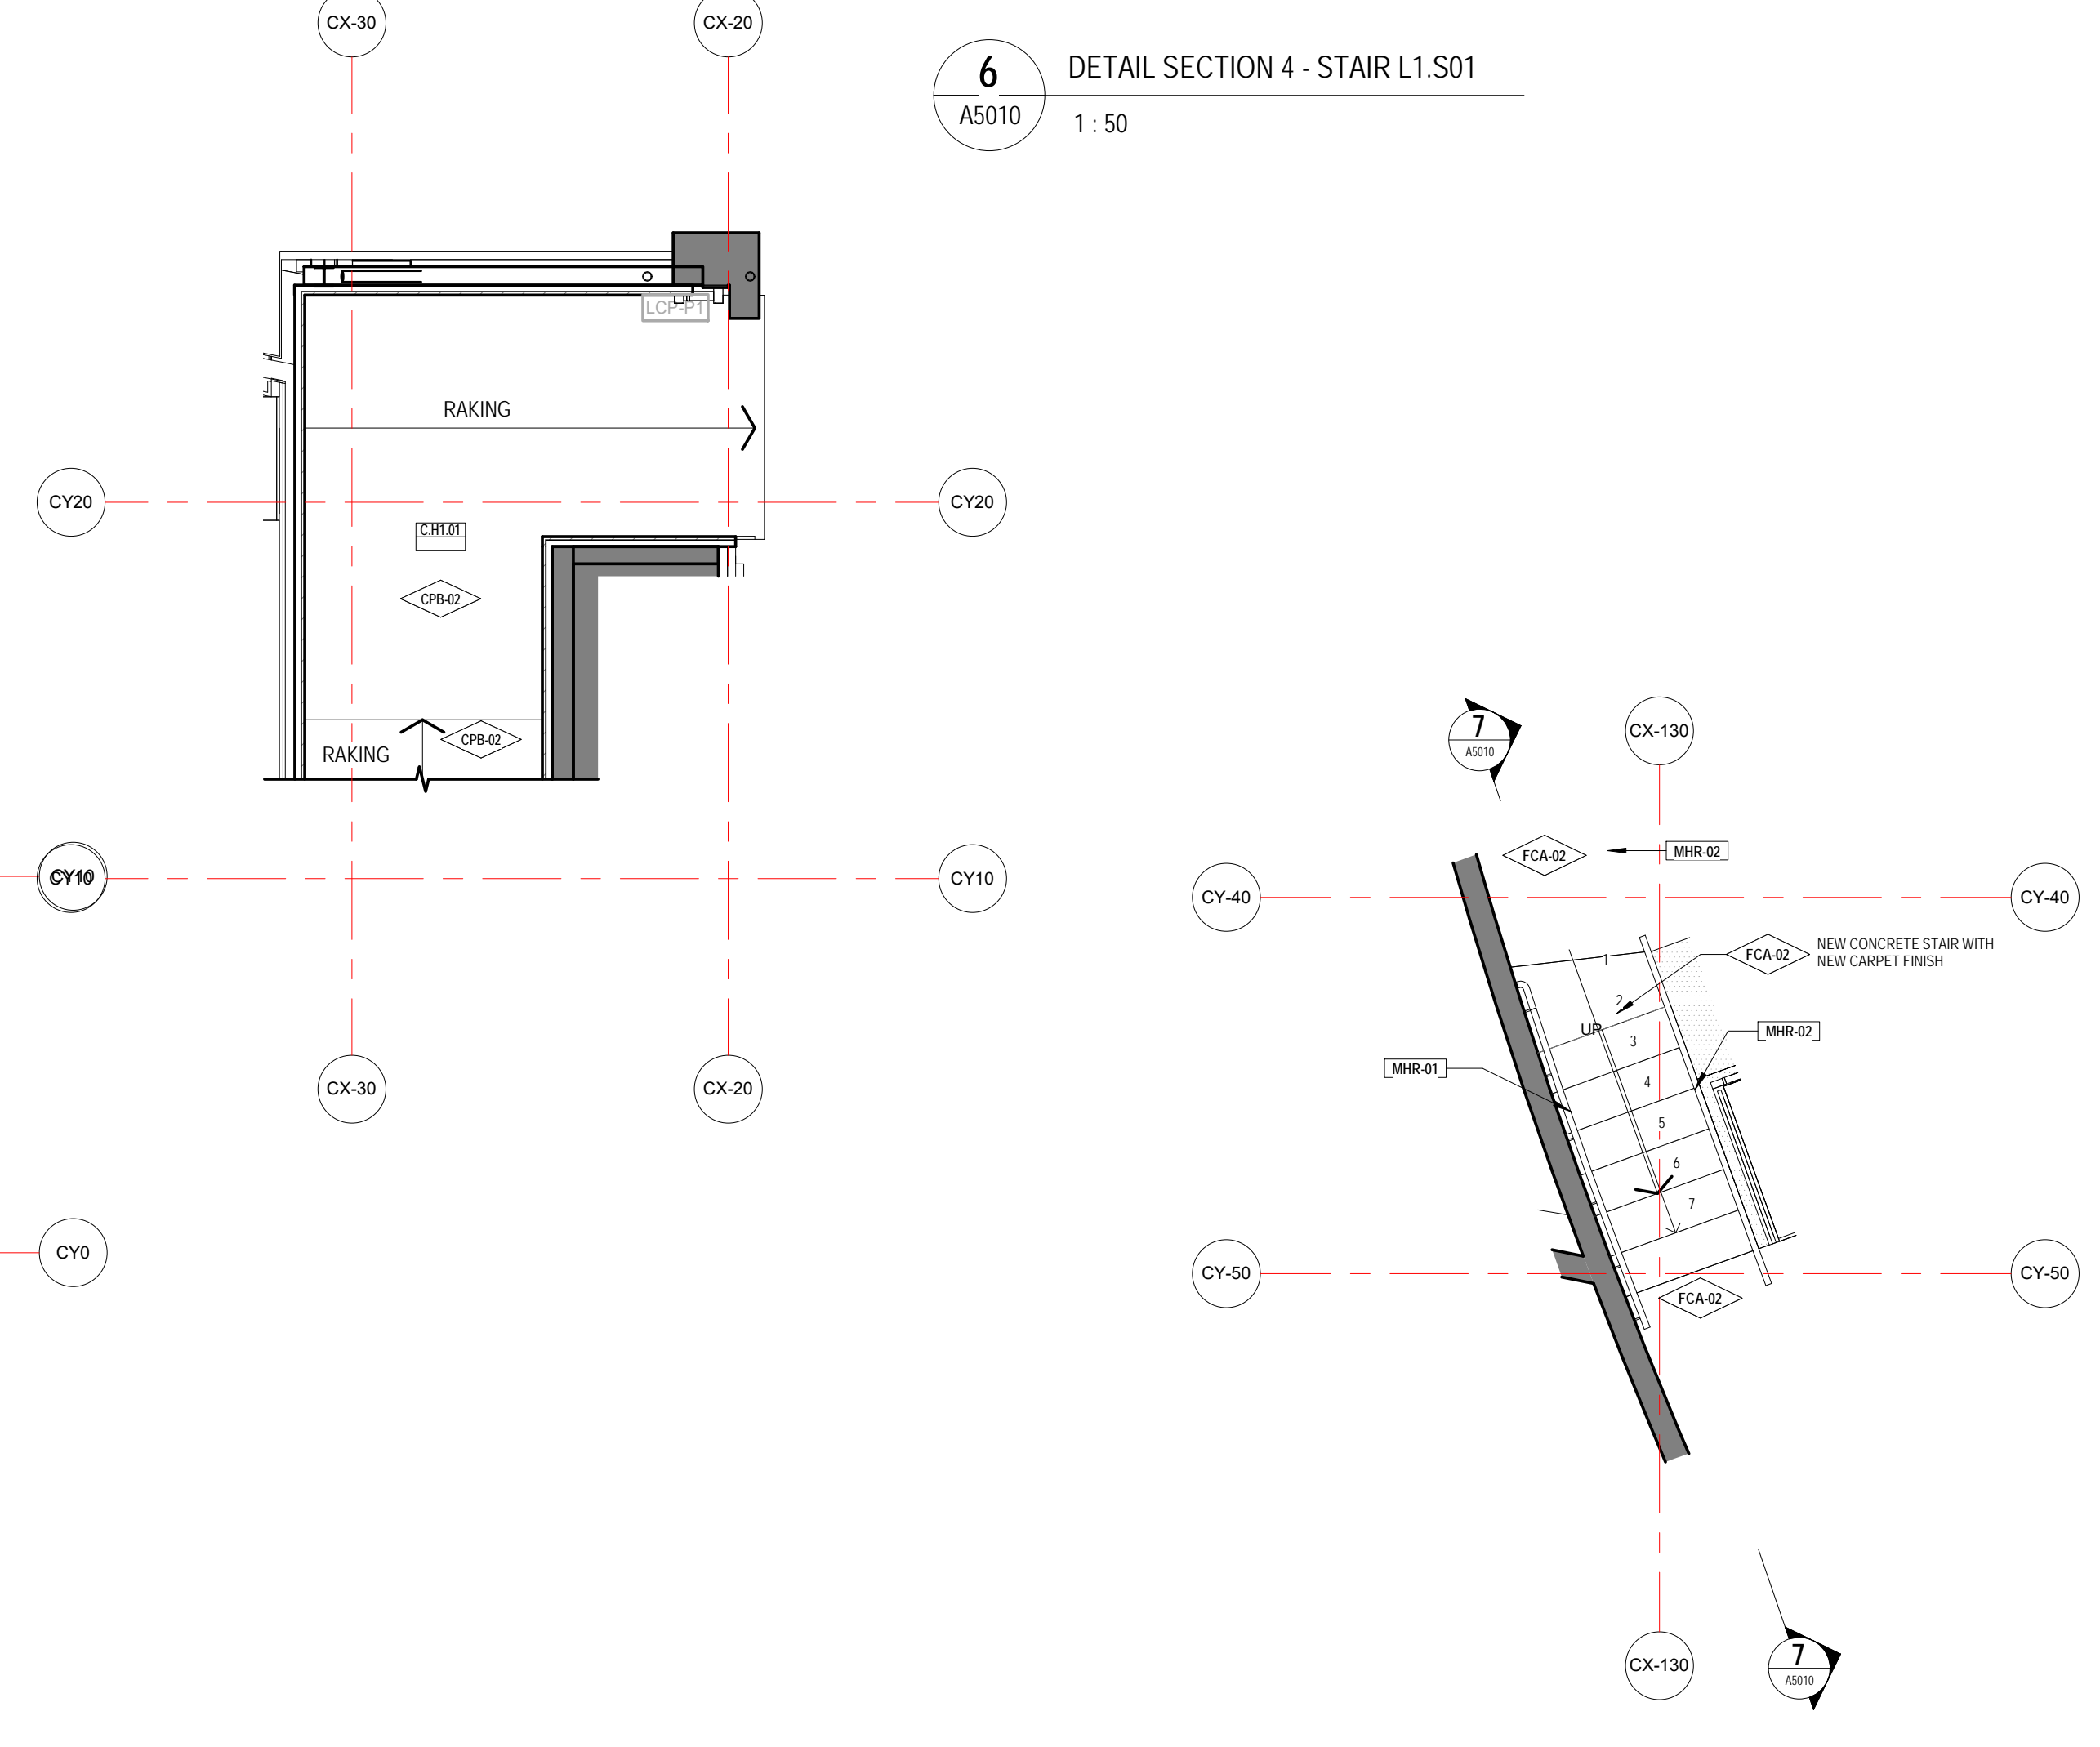 CX-30
CX-20
6
A5010
DETAIL SECTION 4 - STAIR L1.S01
1 : 50
LCP-P1
RAKING
CY20
CY20
C.H1.01
CPB-02
CPB-02
RAKING
CY10
CY10
CX-30
CX-20
CY0
7
A5010
CX-130
FCA-02
MHR-02
CY-40
CY-40
1
FCA-02
NEW CONCRETE STAIR WITH
NEW CARPET FINISH
2
UP
MHR-02
3
MHR-01
4
5
6
7
CY-50
CY-50
FCA-02
CX-130
7
A5010